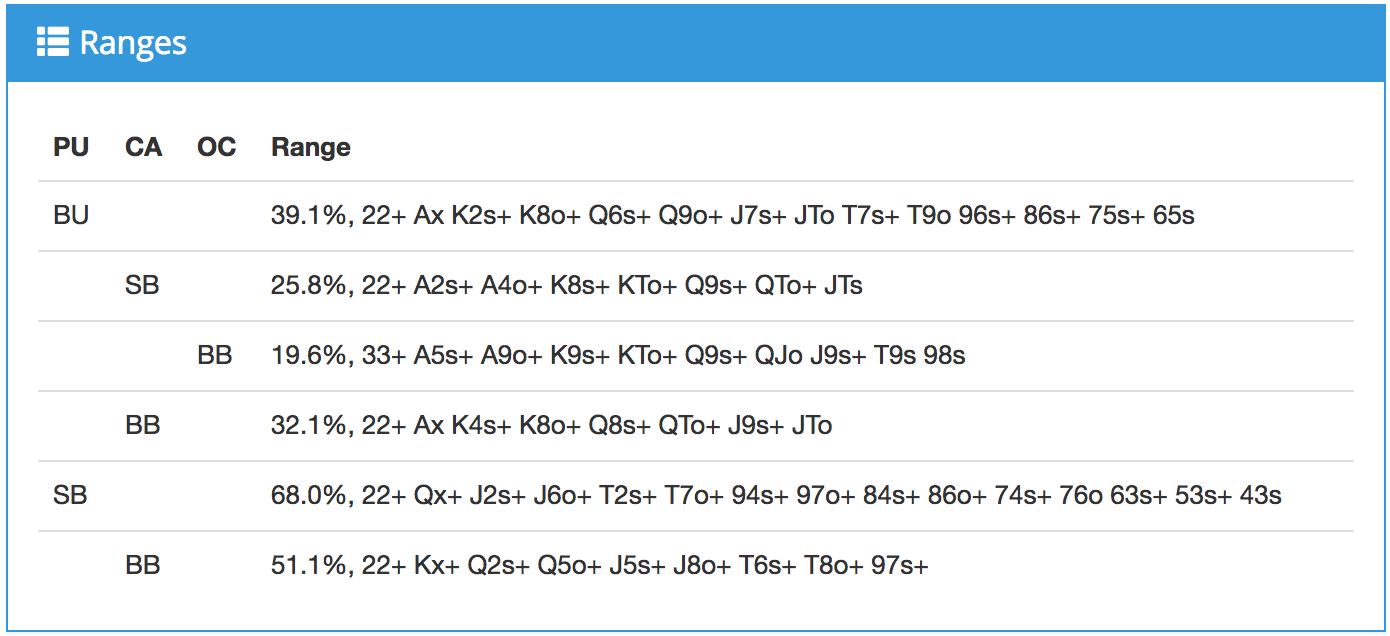 Ranges
PU CA OC Range
BU 39.1%, 22+ Ax K2s+ K8o+ Q6s+ Q9o+ J7s+ JTo T7s+ T9o 96s+ 86s+ 75s+ 65s
SB 25.8%, 22+ A2s+ A4o+ K8s+ KTo+ Q9s+ QTo+ JTs
BB 19.6%, 33+ A5s+ A9o+ K9s+ KTo+ Q9s+ QJo J9s+ T9s 98s
BB 32.1%, 22+ Ax K4s+ K8o+ Q8s+ QTo+ J9s+ JTo
SB 68.0%, 22+ Qx+ J2s+ J6o+ T2s+ T7o+ 94s+ 97o+ 84s+ 86o+ 74s+ 76o 63s+ 53s+ 43s
BB 51.1%, 22+ Kx+ Q2s+ Q5o+ J5s+ J8o+ T6s+ T8o+ 97s+